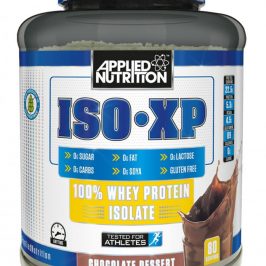 APPLIED
NUTRITION
ISO•XP
0g SUGAR 0g FAT 0g LACTOSE
0g CARBS 0g SOYA GLUTEN FREE
100% WHEY PROTEIN
ISOLATE
TESTED FOR
ATHLETES
80
CHOCOLATE DESSERT